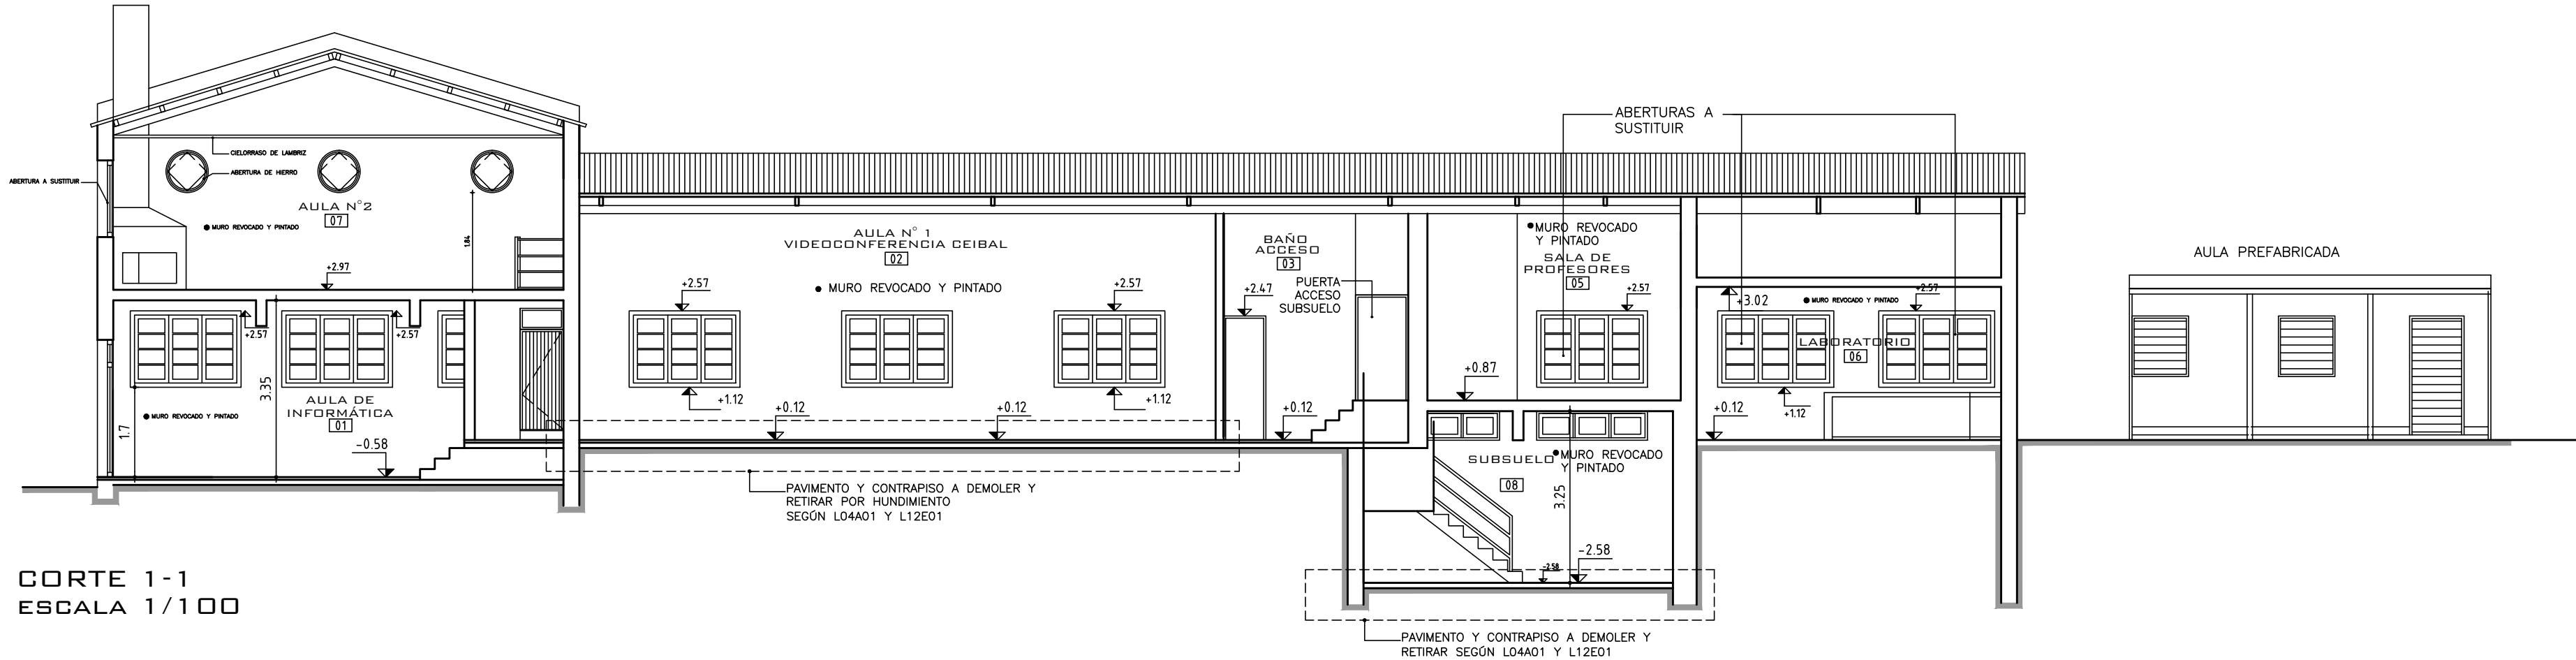 ABERTURAS A
SUSTITUIR
CIELORRASO DE LAMBRIZ
ABERTURA DE HIERRO
ABERTURA A SUSTITUIR
AULA N°2
07
MURO REVOCADO Y PINTADO
1.84
+2.97
AULA N° 1
VIDEOCONFERENCIA CEIBAL
02
MURO REVOCADO Y PINTADO
BAÑO
ACCESO
03
PUERTA
ACCESO
SUBSUELO
MURO REVOCADO
Y PINTADO
SALA DE
PROFESORES
05
AULA PREFABRICADA
+2.57
+2.57
+2.57
+2.57
+2.47
+2.57
+3.02
MURO REVOCADO Y PINTADO
+2.57
LABORATORIO
06
3.35
1.7
AULA DE
INFORMÁTICA
01
MURO REVOCADO Y PINTADO
-0.58
+1.12
+1.12
+0.12
+0.12
+0.12
+0.87
+0.12
+1.12
SUBSUELO
08
MURO REVOCADO
Y PINTADO
3.25
-2.58
-2.58
PAVIMENTO Y CONTRAPISO A DEMOLER Y
RETIRAR POR HUNDIMIENTO
SEGÚN L04A01 Y L12E01
CORTE 1-1
ESCALA 1/100
PAVIMENTO Y CONTRAPISO A DEMOLER Y
RETIRAR SEGÚN L04A01 Y L12E01